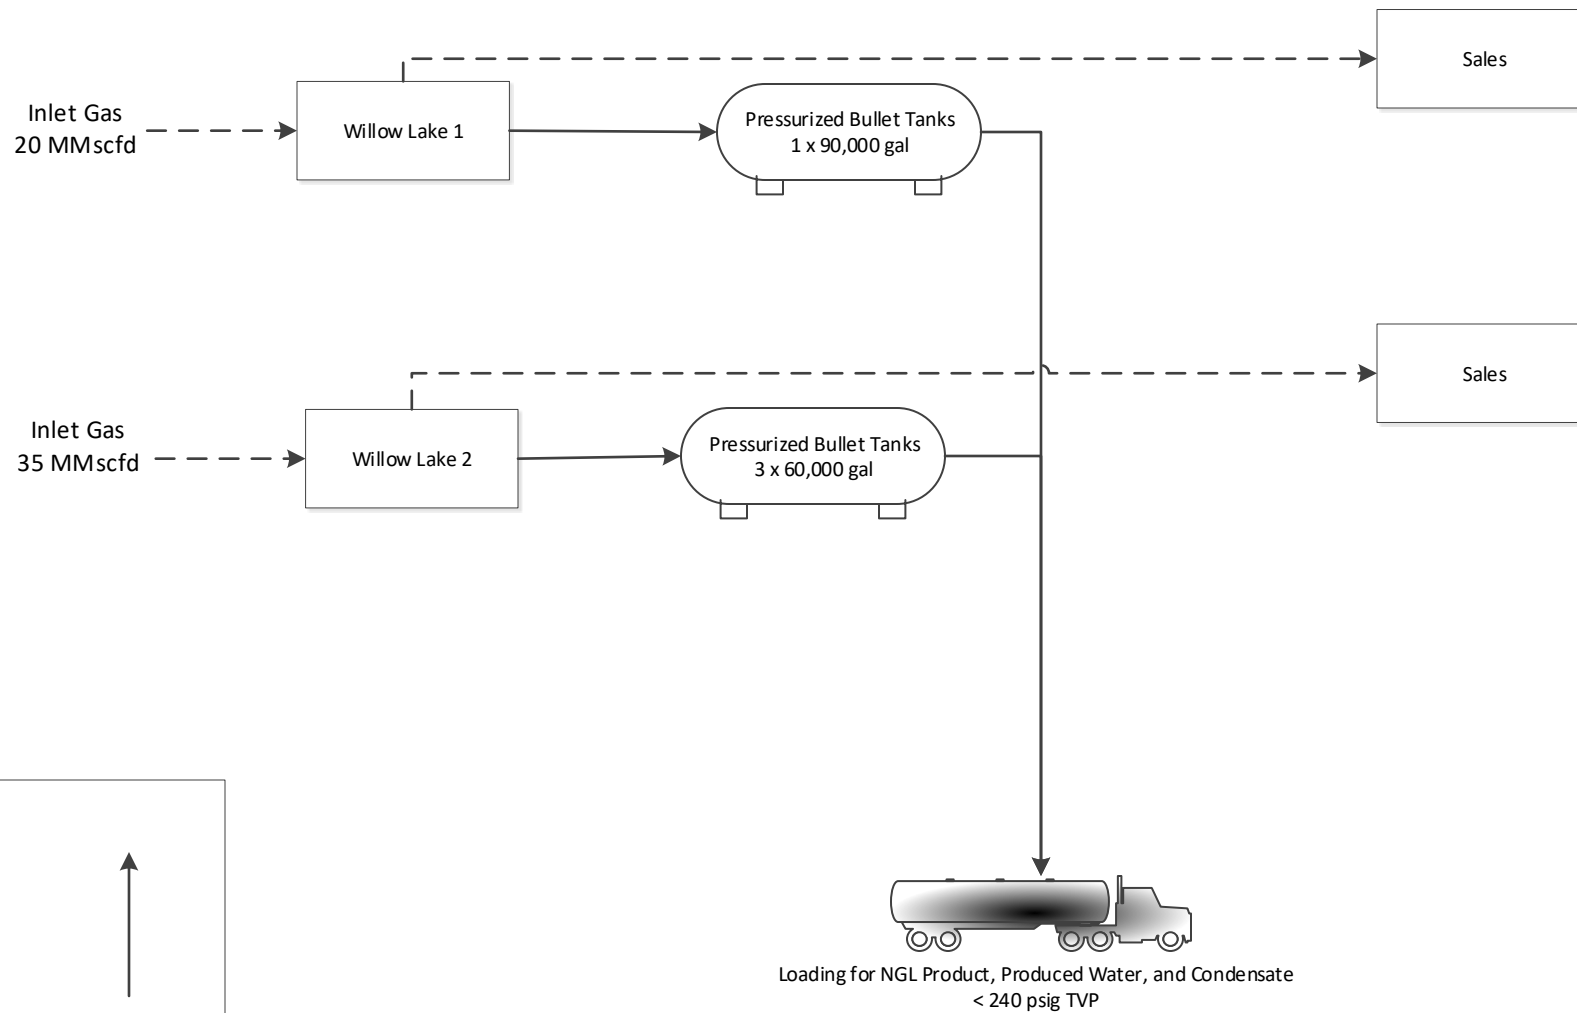 Sales
Inlet Gas
20 MMscfd
Willow Lake 1
Pressurized Bullet Tanks
1 x 90,000 gal
Sales
Inlet Gas
35 MMscfd
Willow Lake 2
Pressurized Bullet Tanks
3 x 60,000 gal
Loading for NGL Product, Produced Water, and Condensate
< 240 psig TVP